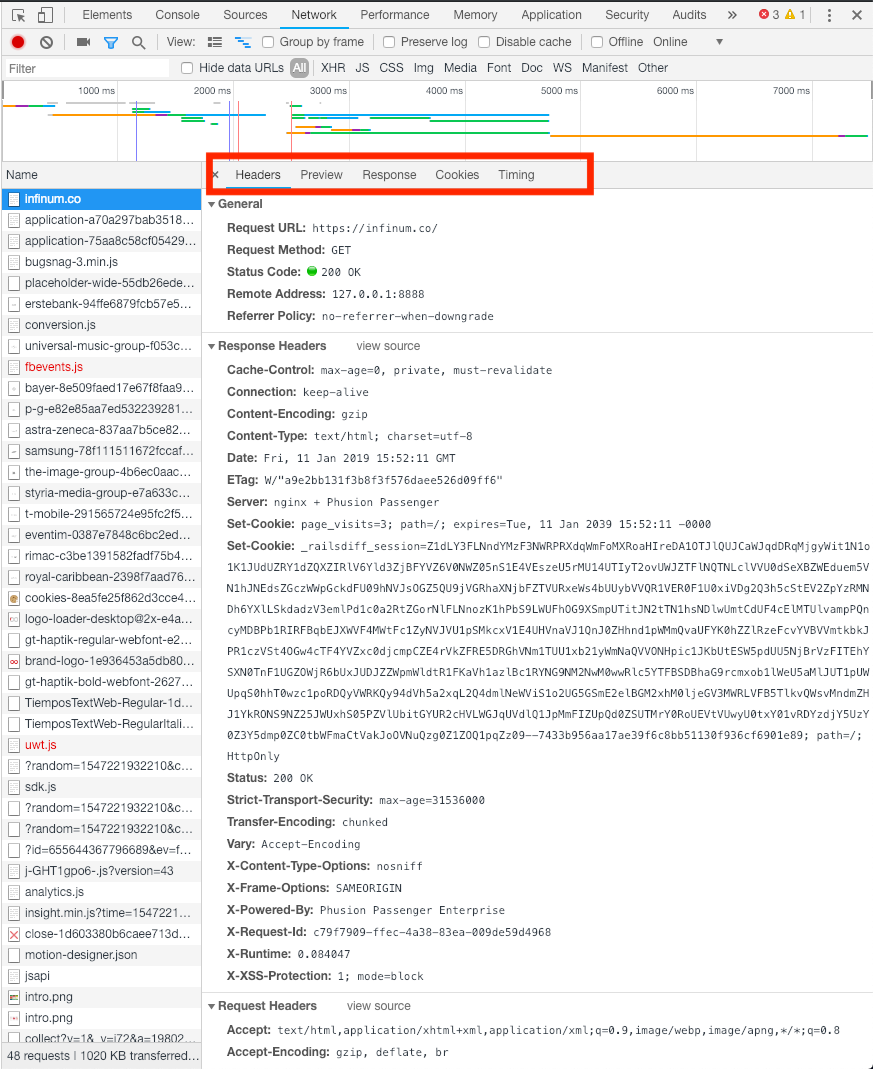 Elements Console Sources Network Performance Memory Application Security Audits » 3 1
View: Group by frame Preserve log Disable cache Offline Online
Filter Hide data URLs All XHR JS CSS Img Media Font Doc WS Manifest Other
1000 ms 2000 ms 3000 ms 4000 ms 5000 ms 6000 ms 7000 ms
Name
× Headers Preview Response Cookies Timing
infinum.co
application-a70a297bab3518...
application-75aa8c58cf05429...
bugsnag-3.min.js
placeholder-wide-55db26ede...
erstebank-94ffe6879fcb57e5...
conversion.js
universal-music-group-f053c...
fbevents.js
bayer-8e509faed17e67f8faa9...
p-g-e82e85aa7ed532239281...
astra-zeneca-837aa7b5ce82...
samsung-78f111511672fccaf...
the-image-group-4b6ec0aac...
styria-media-group-e7a633c...
t-mobile-291565724e95fc2f5...
eventim-0387e7848c6bc2ed...
rimac-c3be1391582fadf75b4...
royal-caribbean-2398f7aad76...
cookies-8ea5fe25f862d3cce4...
logo-loader-desktop@2x-e4a...
gt-haptik-regular-webfont-e2...
brand-logo-1e936453a5db80...
gt-haptik-bold-webfont-2627...
TiemposTextWeb-Regular-1d...
TiemposTextWeb-RegularItali...
uwt.js
?random=1547221932210&c...
sdk.js
?random=1547221932210&c...
?random=1547221932210&c...
?id=655644367796689&ev=f...
j-GHT1gpo6-.js?version=43
analytics.js
insight.min.js?time=1547221...
close-1d603380b6caee713d...
motion-designer.json
jsapi
intro.png
intro.png
collect?v=1&_v=j72&a=19802...
48 requests | 1020 KB transferred...
General
Request URL: https://infinum.co/
Request Method: GET
Status Code: 200 OK
Remote Address: 127.0.0.1:8888
Referrer Policy: no-referrer-when-downgrade
Response Headers view source
Cache-Control: max-age=0, private, must-revalidate
Connection: keep-alive
Content-Encoding: gzip
Content-Type: text/html; charset=utf-8
Date: Fri, 11 Jan 2019 15:52:11 GMT
ETag: W/"a9e2bb131f3b8f3f576daee526d09ff6"
Server: nginx + Phusion Passenger
Set-Cookie: page_visits=3; path=/; expires=Tue, 11 Jan 2039 15:52:11 -0000
Set-Cookie: _railsdiff_session=
path=/;
HttpOnly
Status: 200 OK
Strict-Transport-Security: max-age=31536000
Transfer-Encoding: chunked
Vary: Accept-Encoding
X-Content-Type-Options: nosniff
X-Frame-Options: SAMEORIGIN
X-Powered-By: Phusion Passenger Enterprise
X-Request-Id: c79f7909-ffec-4a38-83ea-009de59d4968
X-Runtime: 0.084047
X-XSS-Protection: 1; mode=block
Request Headers view source
Accept: text/html,application/xhtml+xml,application/xml;q=0.9,image/webp,image/apng,*/*;q=0.8
Accept-Encoding: gzip, deflate, br